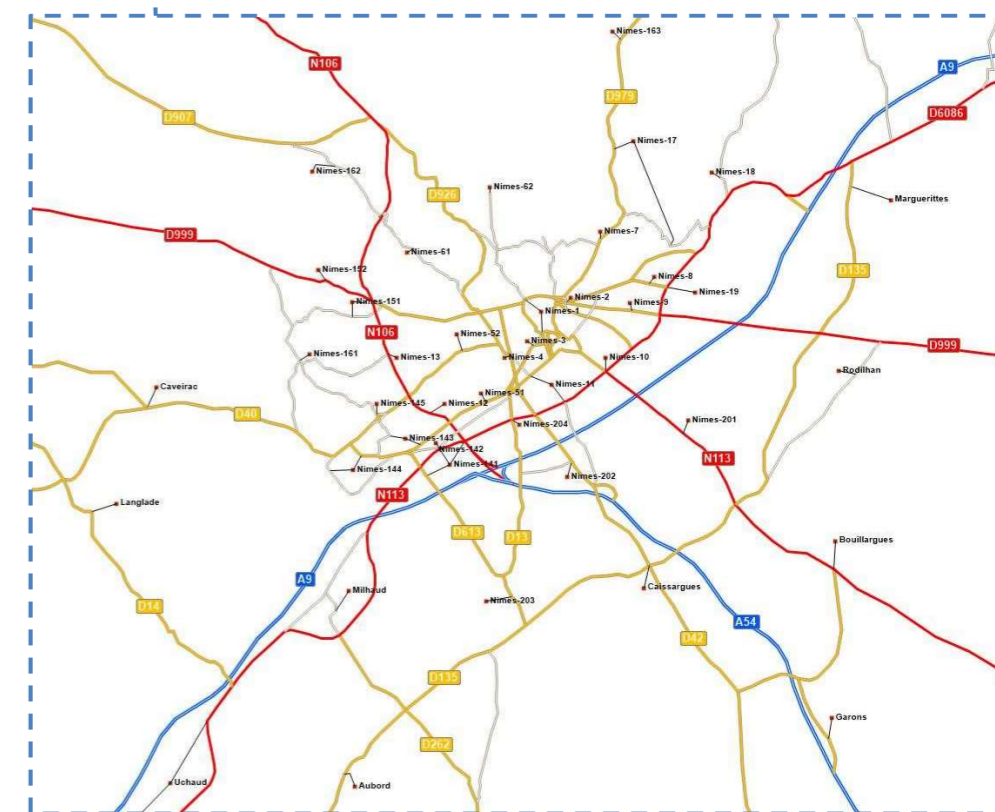 Nimes-163
N106
A9
D979
D6086
D907
Nimes-17
Nimes-162
Nimes-18
Nimes-62
D926
Marguerittes
Nimes-7
D999
Nimes-61
Nimes-152
D135
Nimes-8
Nimes-19
Nimes-151
Nimes-2
Nimes-9
Nimes-1
N106
Nimes-52
Nimes-3
D999
Nimes-161
Nimes-13
Nimes-4
Nimes-10
Rodilhan
Caveirac
Nimes-11
Nimes-51
Nimes-145
Nimes-12
D40
Nimes-204
Nimes-201
Nimes-143
Nimes-142
N113
Nimes-144
Nimes-141
Nimes-202
N113
Langlade
D613
D13
Bouillargues
A9
Milhaud
Caissargues
Nimes-203
D14
A54
D42
D135
Garons
D262
Uchaud
Aubord